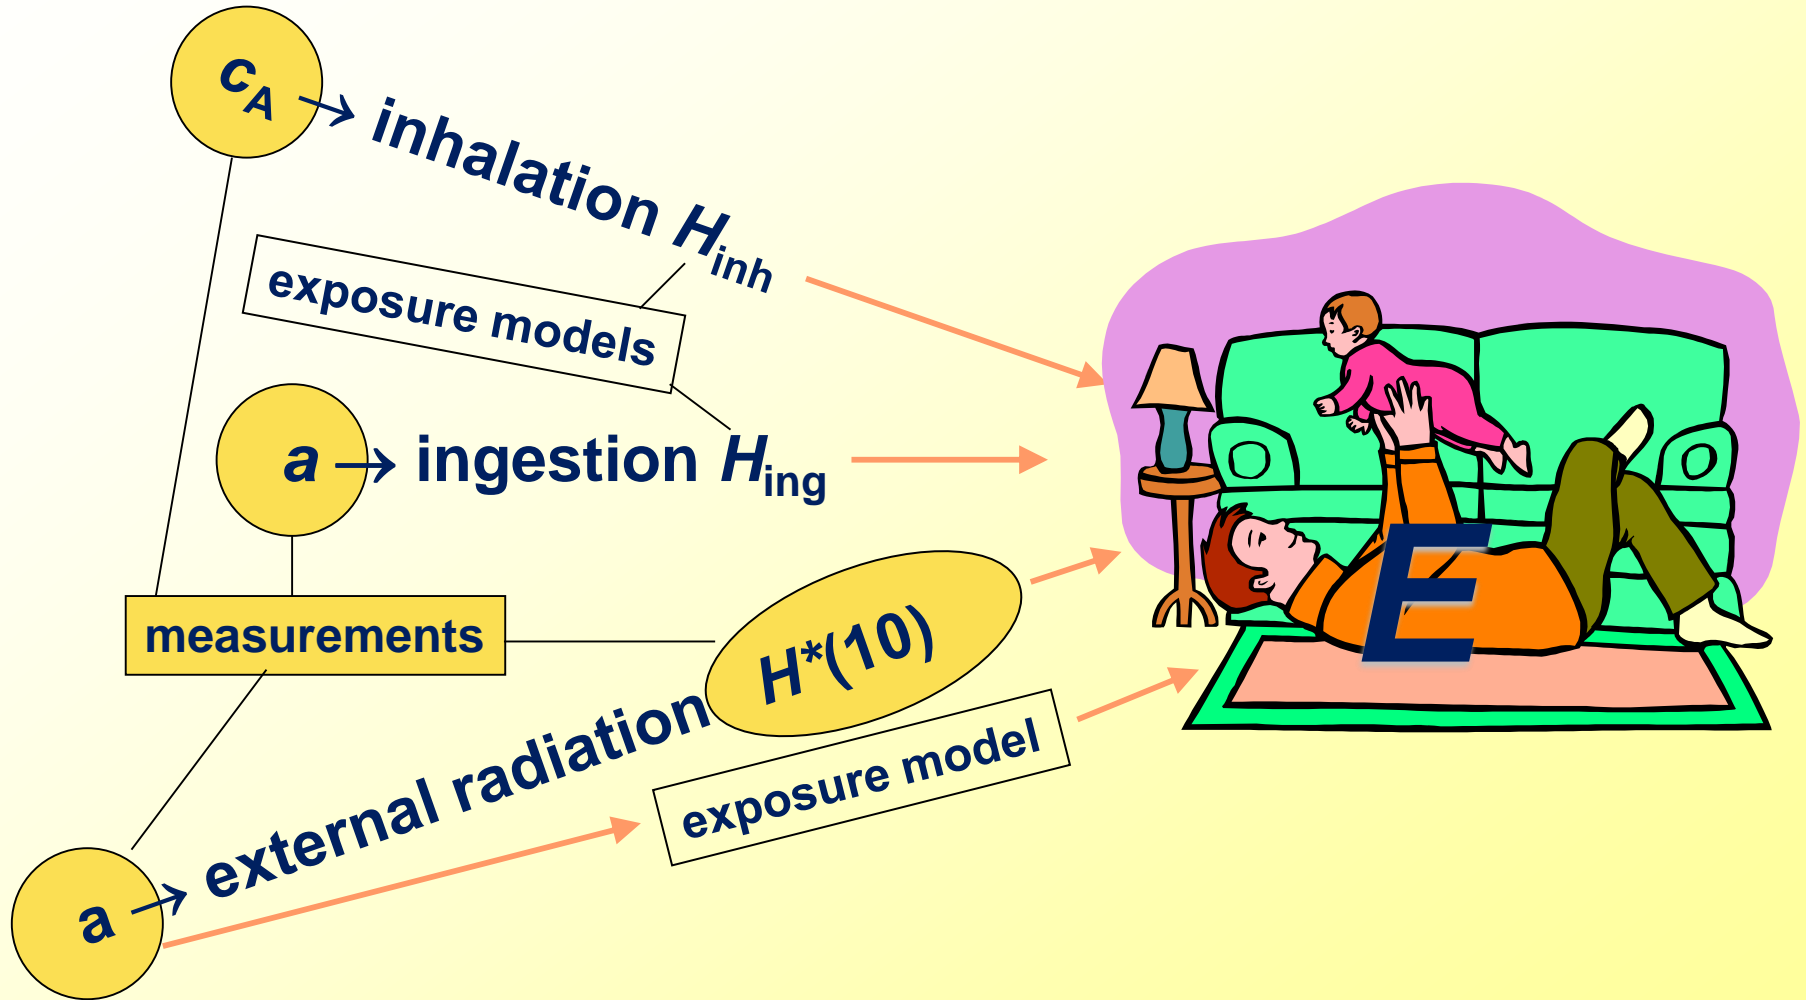 cA → inhalation Hinh
exposure models
a → ingestion Hing
measurements
H*(10)
a → external radiation
exposure model
E